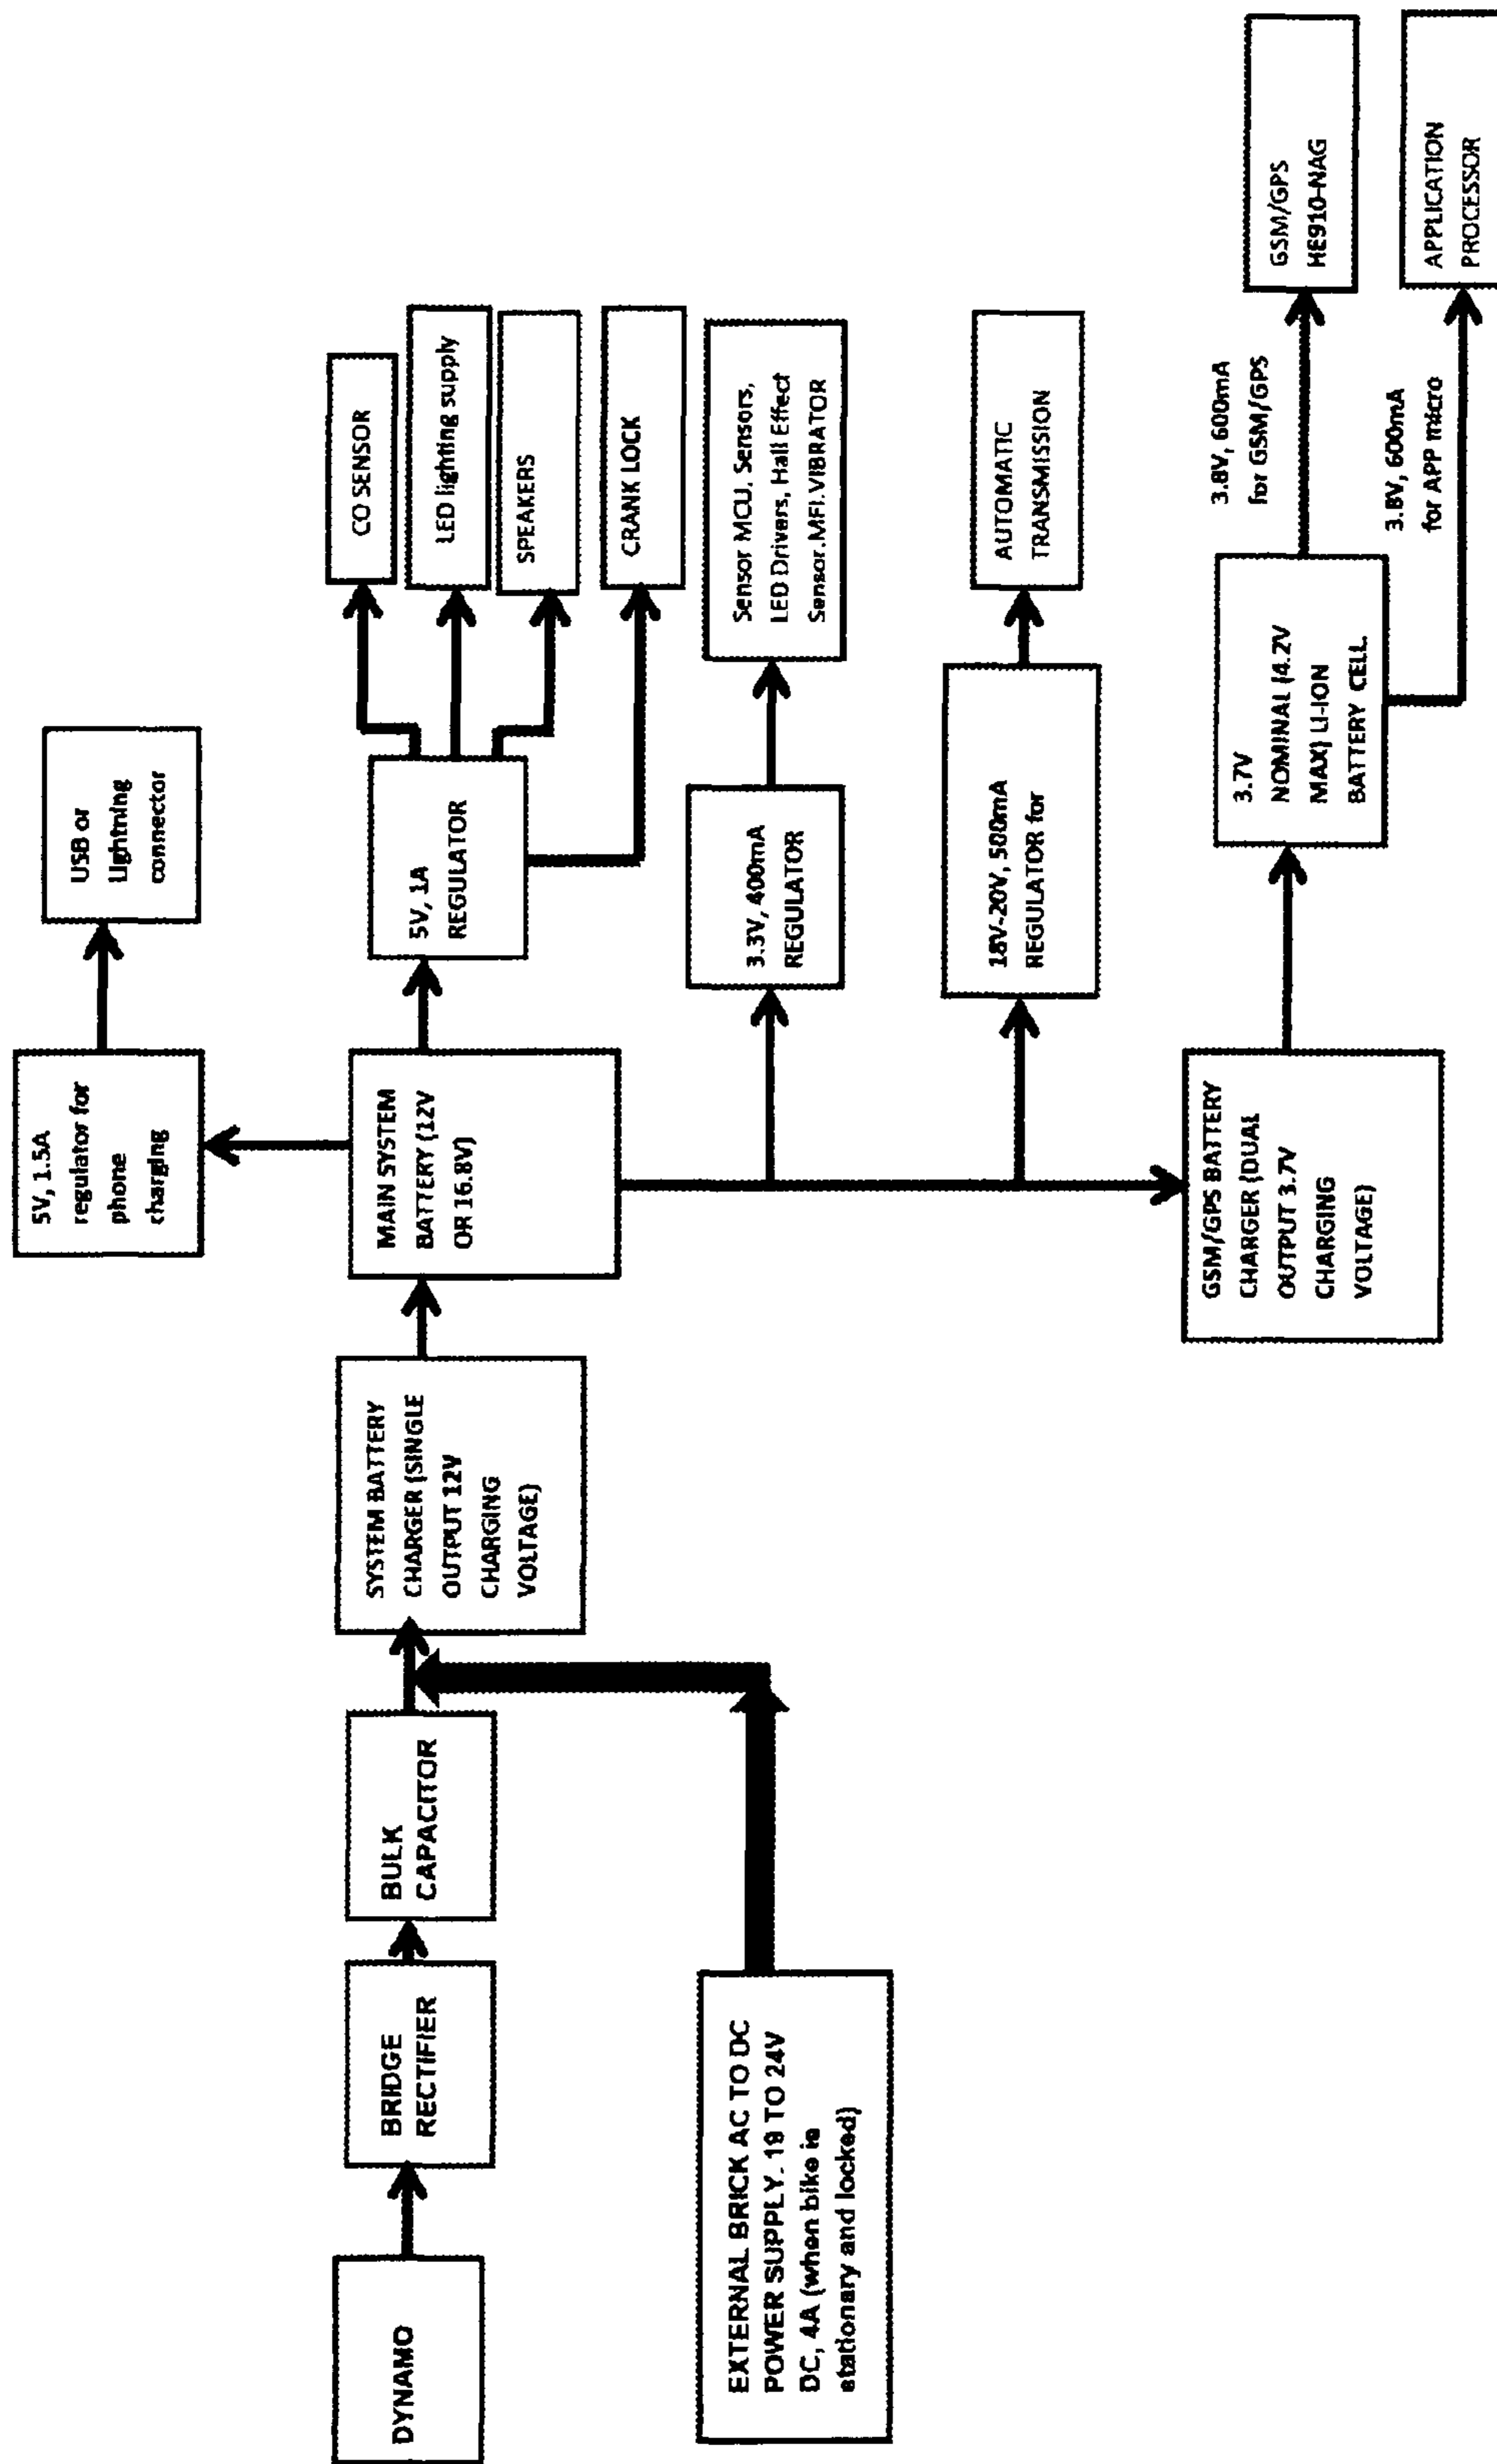 DYNAMO
BRIDGE
RECTIFIER
BULK
CAPACITOR
EXTERNAL BRICK AC TO DC
POWER SUPPLY. 19 TO 24V
DC, 4A (when bike is
stationary and locked)
SYSTEM BATTERY
CHARGER (SINGLE
OUTPUT 12V
CHARGING
VOLTAGE)
MAIN SYSTEM
BATTERY (12V
OR 16.8V)
5V, 1.5A
regulator for
phone
charging
USB or
Lightning
connector
5V, 1A
REGULATOR
CO SENSOR
LED lighting supply
SPEAKERS
CRANK LOCK
3.3V, 400mA
REGULATOR
Sensor MCU, Sensors,
LED Drivers, Hall Effect
Sensor.MFI.VIBRATOR
18V-20V, 500mA
REGULATOR for
AUTOMATIC
TRANSMISSION
GSM/GPS BATTERY
CHARGER (DUAL
OUTPUT 3.7V
CHARGING
VOLTAGE)
3.7V
NOMINAL (4.2V
MAX) LI-ION
BATTERY CELL.
3.8V, 600mA
for GSM/GPS
GSM/GPS
HE910-NAG
3.8V, 600mA
for APP micro
APPLICATION
PROCESSOR